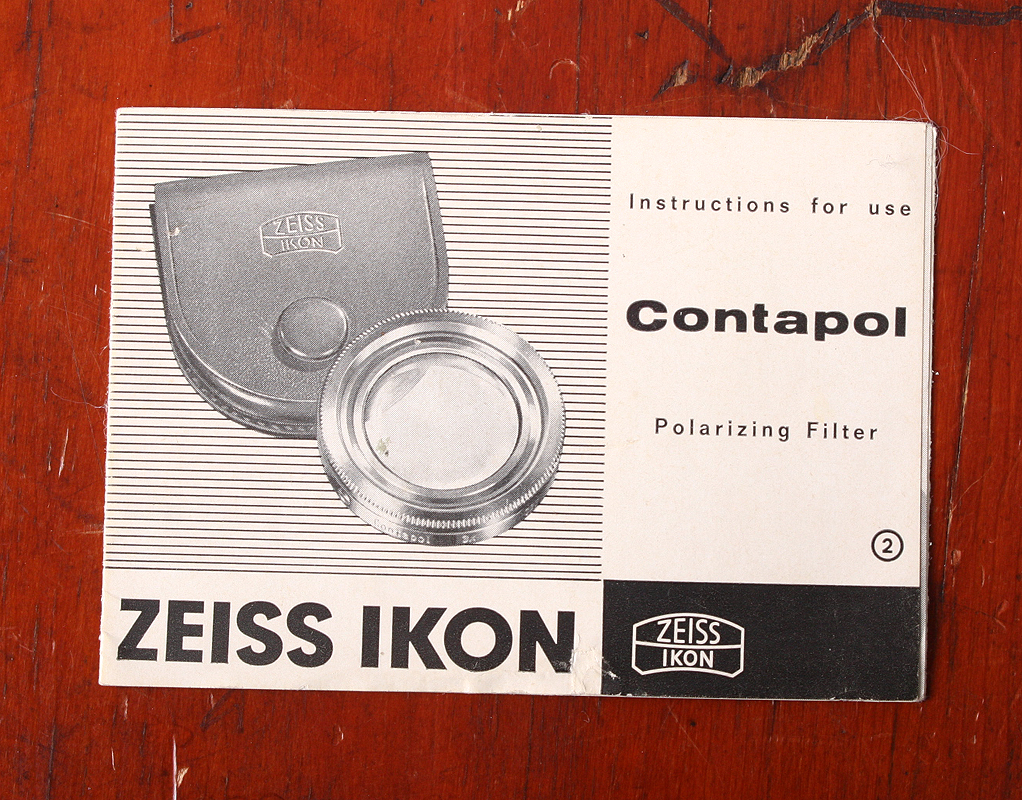 ZEISS
IKON
Instructions for use
Contapol
Polarizing Filter
2
ZEISS IKON
ZEISS
IKON